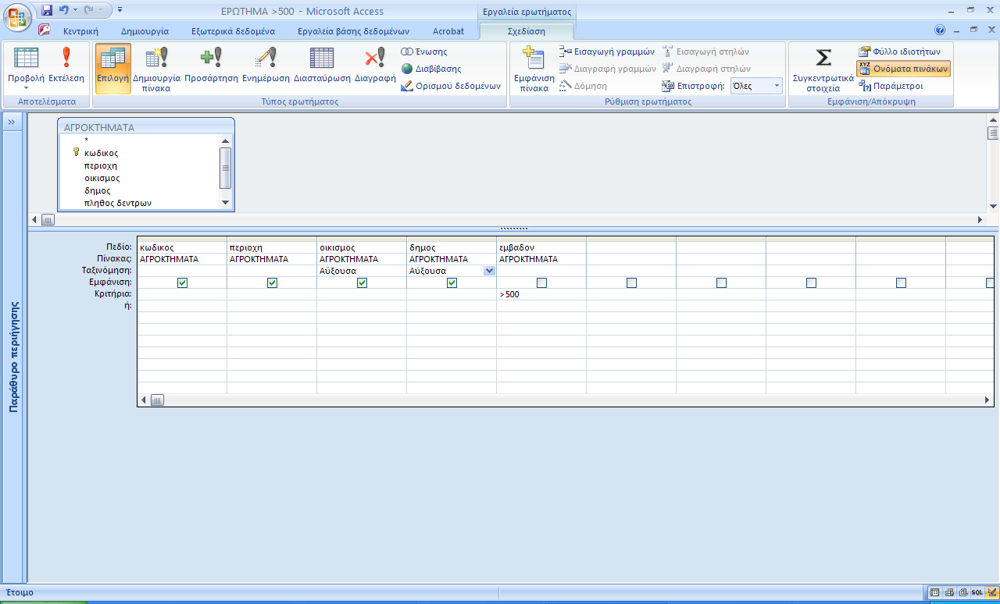 ΕΡΩΤΗΜΑ >500 - Microsoft Access
Εργαλεία ερωτήματος
Κεντρική Δημιουργία Εξωτερικά δεδομένα Εργαλεία βάσης δεδομένων Acrobat Σχεδίαση
Προβολή
Εκτέλεση
Αποτελέσματα
Επιλογή
Δημιουργία
πίνακα
Προσάρτηση
Ενημέρωση
Διασταύρωση
Διαγραφή
Ένωσης
Διαβίβασης
Ορισμού δεδομένων
Τύπος ερωτήματος
Εμφάνιση
πίνακα
Εισαγωγή γραμμών
Διαγραφή γραμμών
Δόμηση
Εισαγωγή στηλών
Διαγραφή στηλών
Επιστροφή: Όλες
Ρύθμιση ερωτήματος
Συγκεντρωτικά
στοιχεία
Φύλλο ιδιοτήτων
XYZ Ονόματα πινάκων
Παράμετροι
Εμφάνιση/Απόκρυψη
Παράθυρο περιήγησης
ΑΓΡΟΚΤΗΜΑΤΑ
*
κωδικος
περιοχη
οικισμος
δημος
πληθος δεντρων
Πεδίο: κωδικος περιοχη οικισμος δημος εμβαδον
Πίνακας: ΑΓΡΟΚΤΗΜΑΤΑ ΑΓΡΟΚΤΗΜΑΤΑ ΑΓΡΟΚΤΗΜΑΤΑ ΑΓΡΟΚΤΗΜΑΤΑ ΑΓΡΟΚΤΗΜΑΤΑ
Ταξινόμηση: Αύξουσα Αύξουσα
Εμφάνιση:
Κριτήρια: >500
ή:
Έτοιμο
SQL